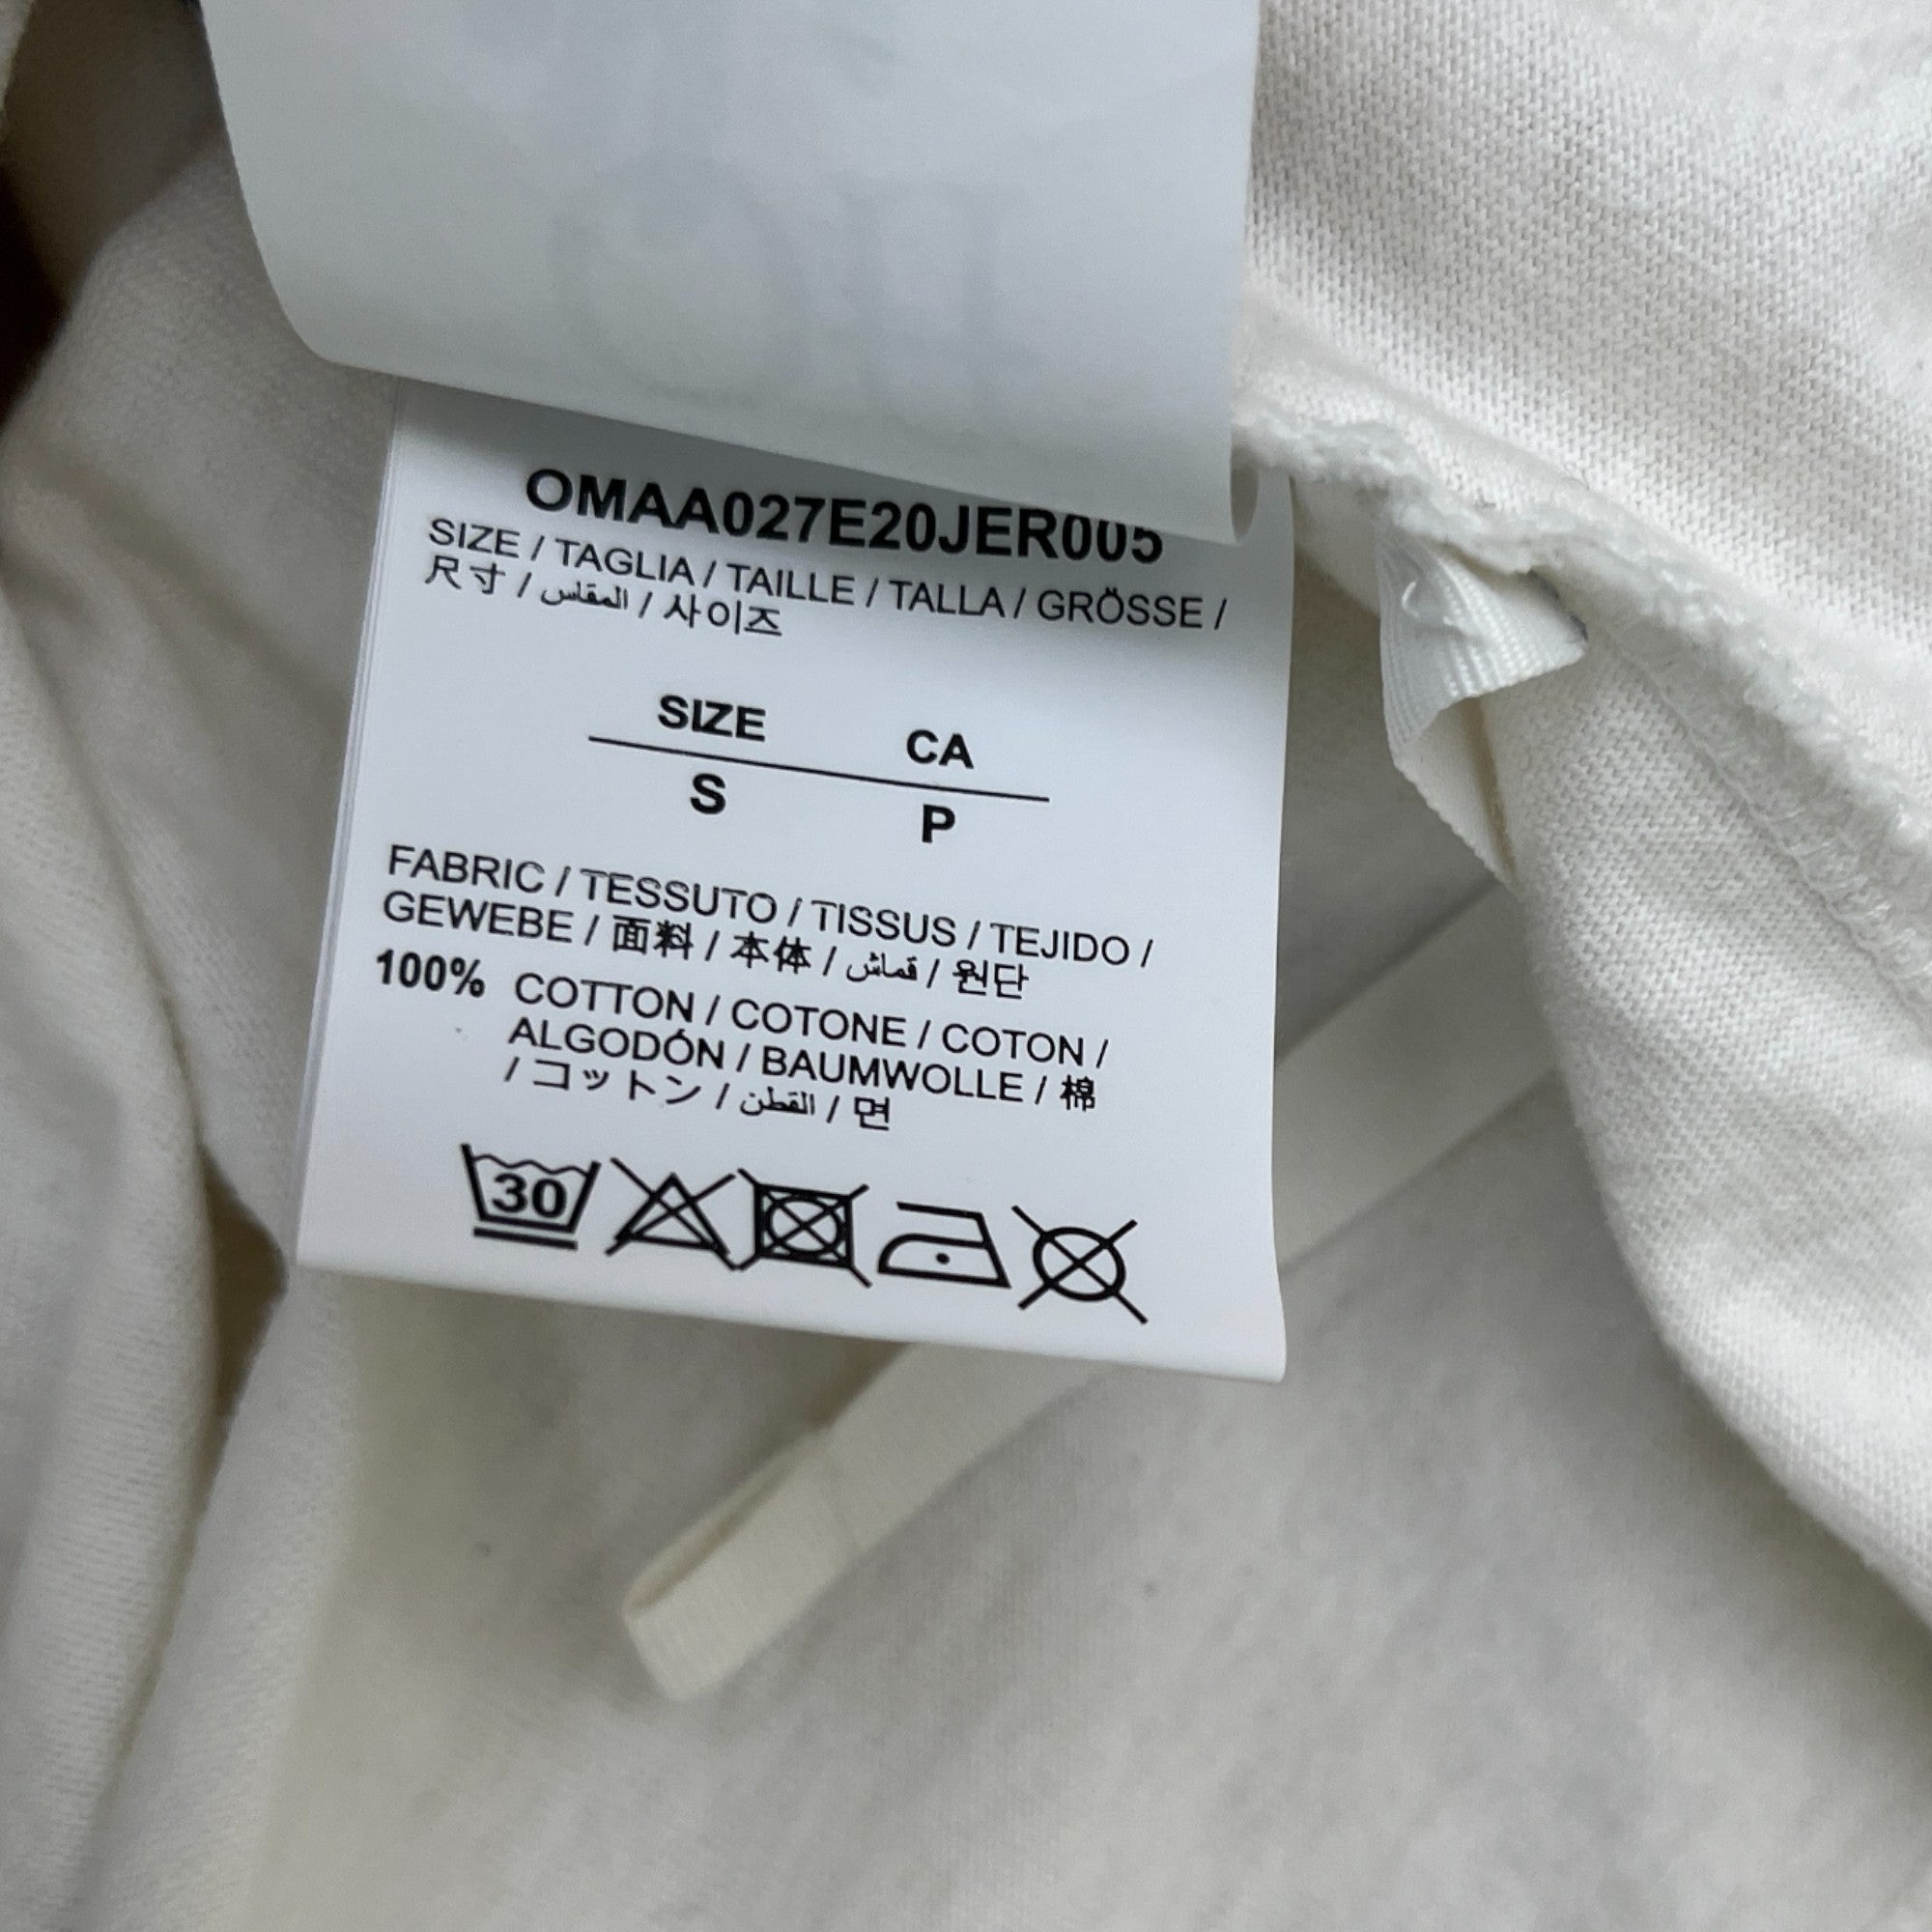 OMAA027E20JER005
SIZE / TAGLIA / TAILLE / TALLA / GRÖSSE /
尺寸 / المقاس / 사이즈
SIZE CA
S P
FABRIC / TESSUTO / TISSUS / TEJIDO /
GEWEBE / 面料 / 本体 / قماش / 원단
100% COTTON / COTONE / COTON /
ALGODÓN / BAUMWOLLE / 棉
/ コットン / القطن / 면
30